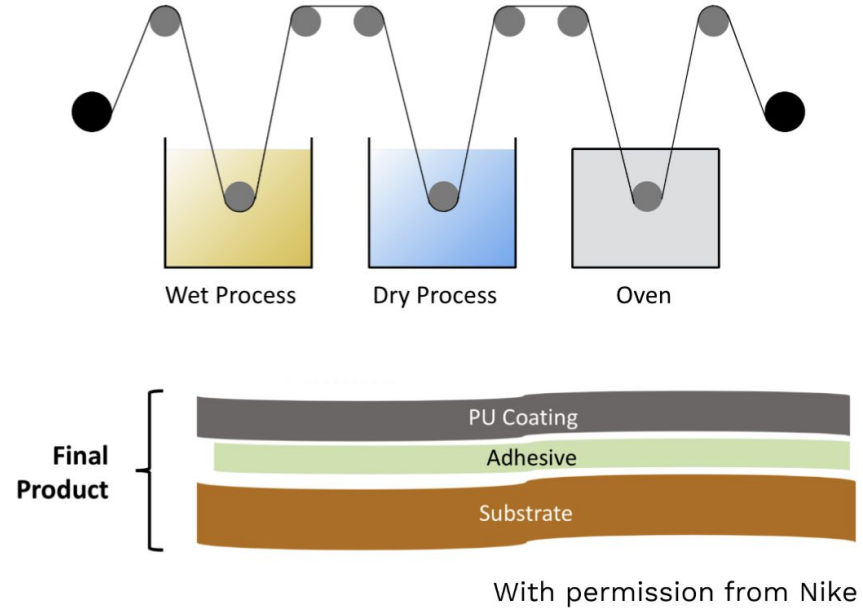 Wet Process
Dry Process
Oven
PU Coating
Adhesive
Substrate
Final
Product
With permission from Nike